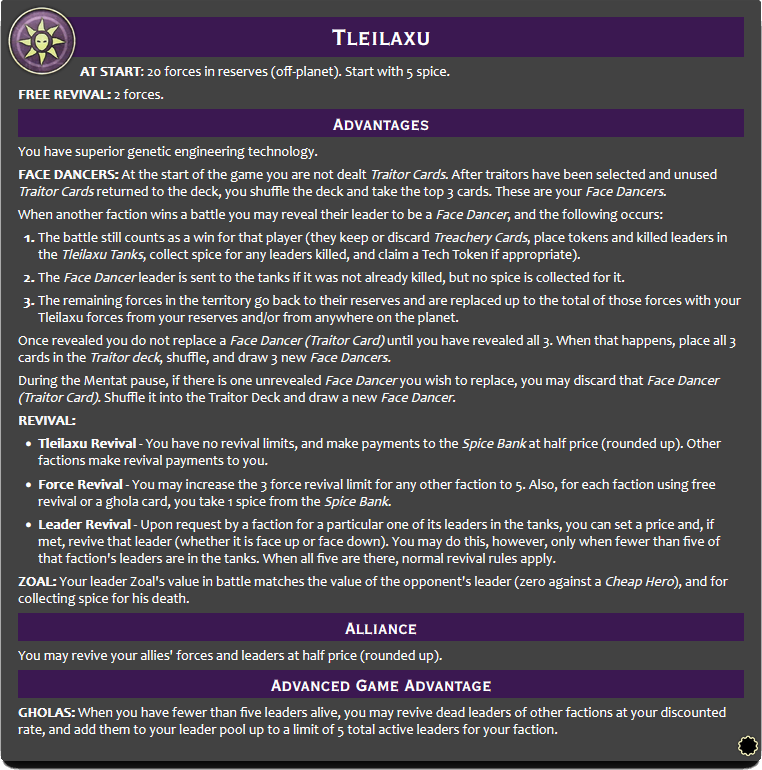 Tleilaxu
AT START: 20 forces in reserves (off-planet). Start with 5 spice.
FREE REVIVAL: 2 forces.
Advantages
You have superior genetic engineering technology.
FACE DANCERS: At the start of the game you are not dealt Traitor Cards. After traitors have been selected and unused
Traitor Cards returned to the deck, you shuffle the deck and take the top 3 cards. These are your Face Dancers.
When another faction wins a battle you may reveal their leader to be a Face Dancer, and the following occurs:
1. The battle still counts as a win for that player (they keep or discard Treachery Cards, place tokens and killed leaders in
the Tleilaxu Tanks, collect spice for any leaders killed, and claim a Tech Token if appropriate).
2. The Face Dancer leader is sent to the tanks if it was not already killed, but no spice is collected for it.
3. The remaining forces in the territory go back to their reserves and are replaced up to the total of those forces with your
Tleilaxu forces from your reserves and/or from anywhere on the planet.
Once revealed you do not replace a Face Dancer (Traitor Card) until you have revealed all 3. When that happens, place all 3
cards in the Traitor deck, shuffle, and draw 3 new Face Dancers.
During the Mentat pause, if there is one unrevealed Face Dancer you wish to replace, you may discard that Face Dancer
(Traitor Card). Shuffle it into the Traitor Deck and draw a new Face Dancer.
REVIVAL:
• Tleilaxu Revival - You have no revival limits, and make payments to the Spice Bank at half price (rounded up). Other
factions make revival payments to you.
• Force Revival - You may increase the 3 force revival limit for any other faction to 5. Also, for each faction using free
revival or a ghola card, you take 1 spice from the Spice Bank.
• Leader Revival - Upon request by a faction for a particular one of its leaders in the tanks, you can set a price and, if
met, revive that leader (whether it is face up or face down). You may do this, however, only when fewer than five of
that faction's leaders are in the tanks. When all five are there, normal revival rules apply.
ZOAL: Your leader Zoal's value in battle matches the value of the opponent's leader (zero against a Cheap Hero), and for
collecting spice for his death.
Alliance
You may revive your allies' forces and leaders at half price (rounded up).
Advanced Game Advantage
GHOLAS: When you have fewer than five leaders alive, you may revive dead leaders of other factions at your discounted
rate, and add them to your leader pool up to a limit of 5 total active leaders for your faction.